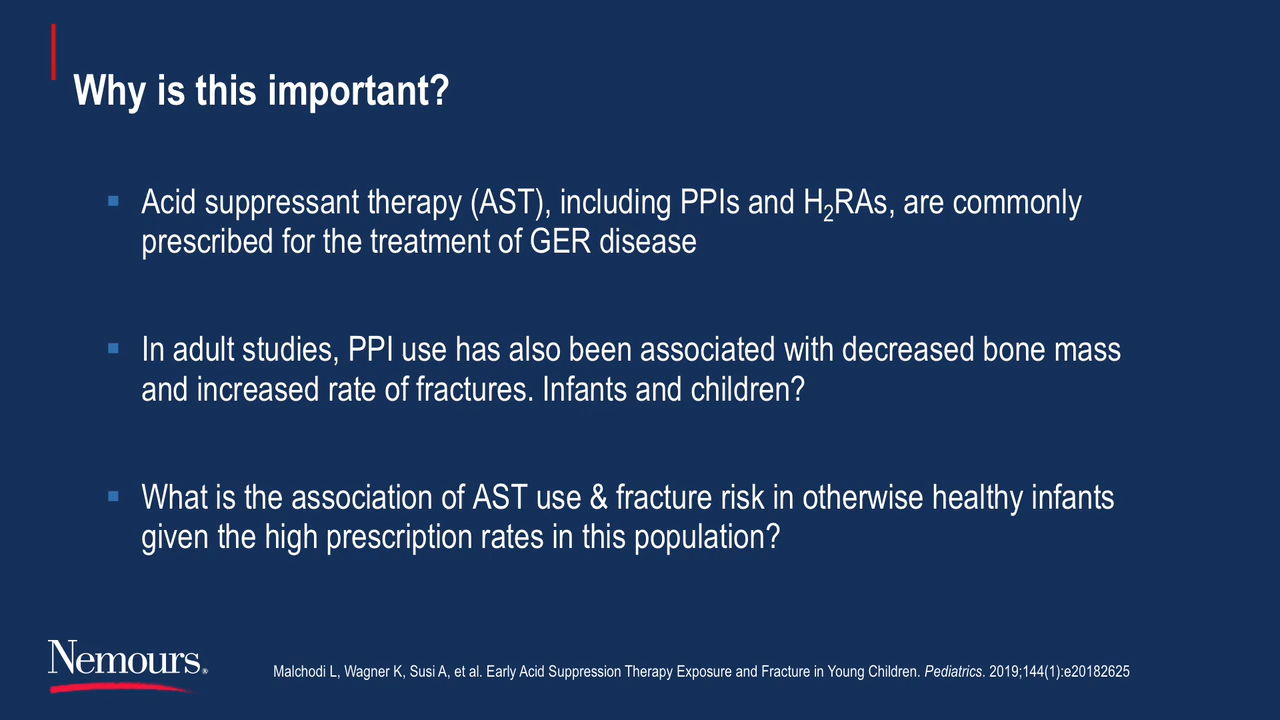 Why is this important?
Acid suppressant therapy (AST), including PPIs and H₂RAs, are commonly
prescribed for the treatment of GER disease
In adult studies, PPI use has also been associated with decreased bone mass
and increased rate of fractures. Infants and children?
What is the association of AST use & fracture risk in otherwise healthy infants
given the high prescription rates in this population?
Nemours®
Malchodi L, Wagner K, Susi A, et al. Early Acid Suppression Therapy Exposure and Fracture in Young Children. Pediatrics. 2019;144(1):e20182625